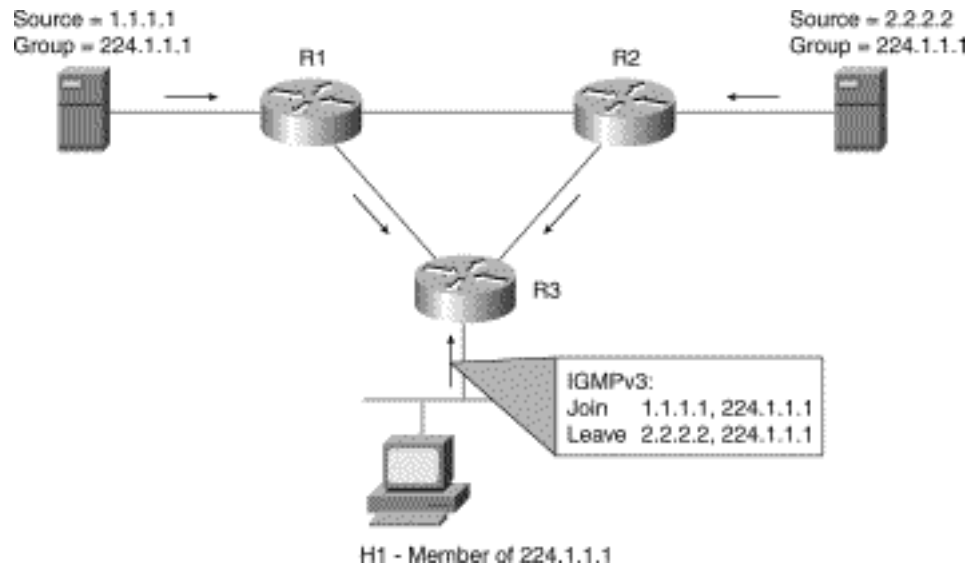 Source = 1.1.1.1
Group = 224.1.1.1
Source = 2.2.2.2
Group = 224.1.1.1
R1
R2
R3
IGMPv3:
Join 1.1.1.1, 224.1.1.1
Leave 2.2.2.2, 224.1.1.1
H1 - Member of 224.1.1.1